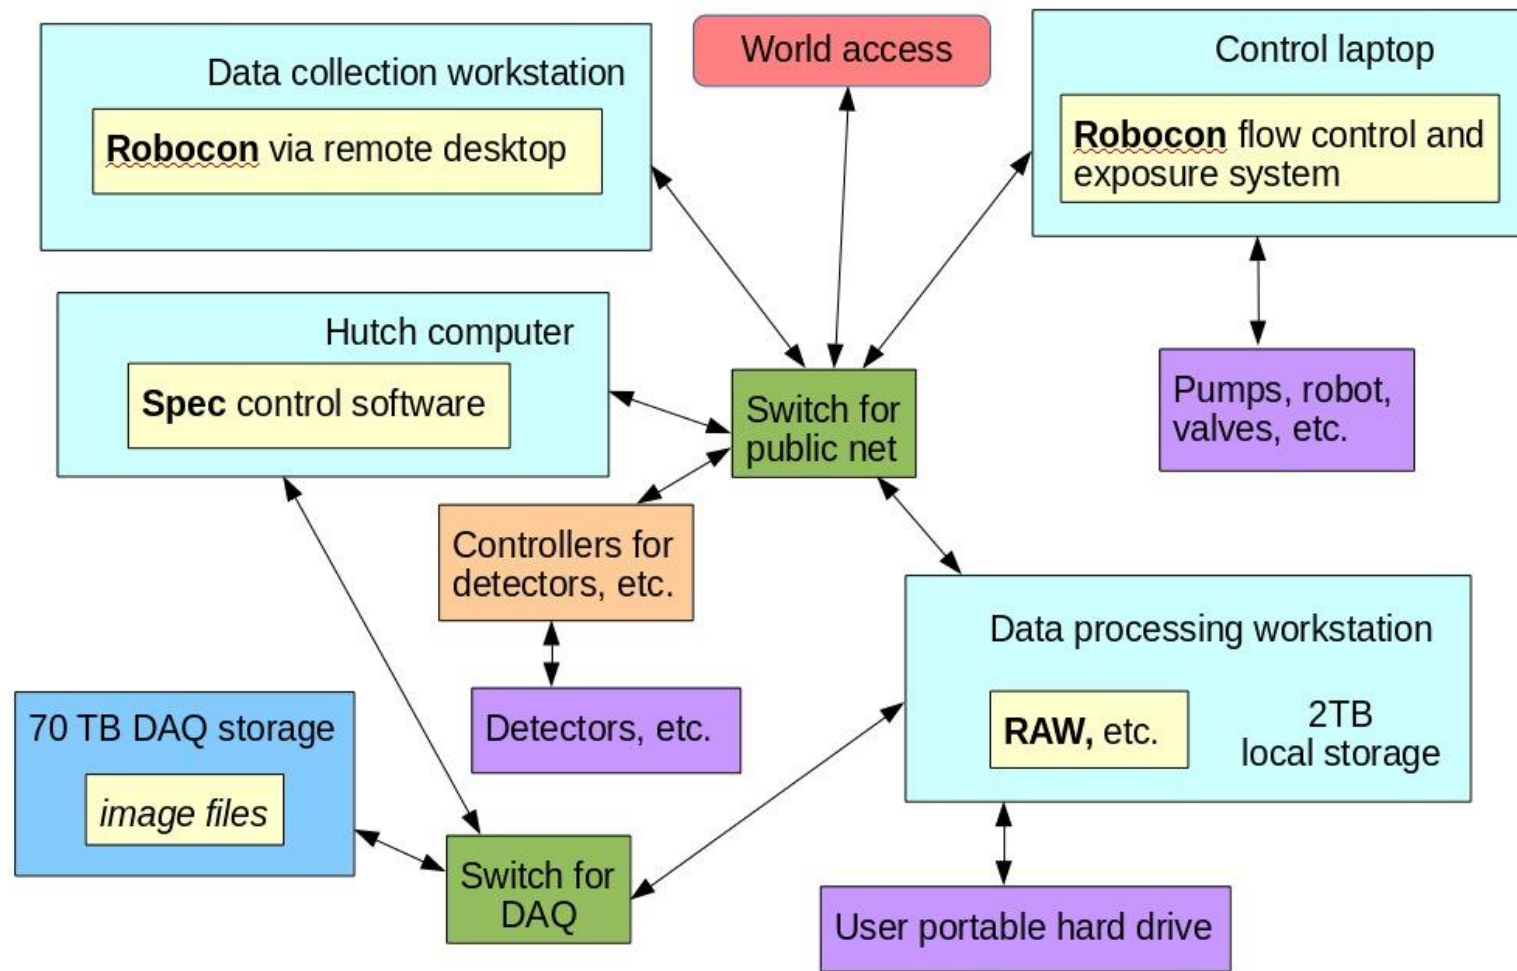 Data collection workstation
Robocon via remote desktop
World access
Control laptop
Robocon flow control and
exposure system
Hutch computer
Spec control software
Switch for
public net
Pumps, robot,
valves, etc.
Controllers for
detectors, etc.
Data processing workstation
RAW, etc.
2TB
local storage
70 TB DAQ storage
image files
Detectors, etc.
Switch for
DAQ
User portable hard drive